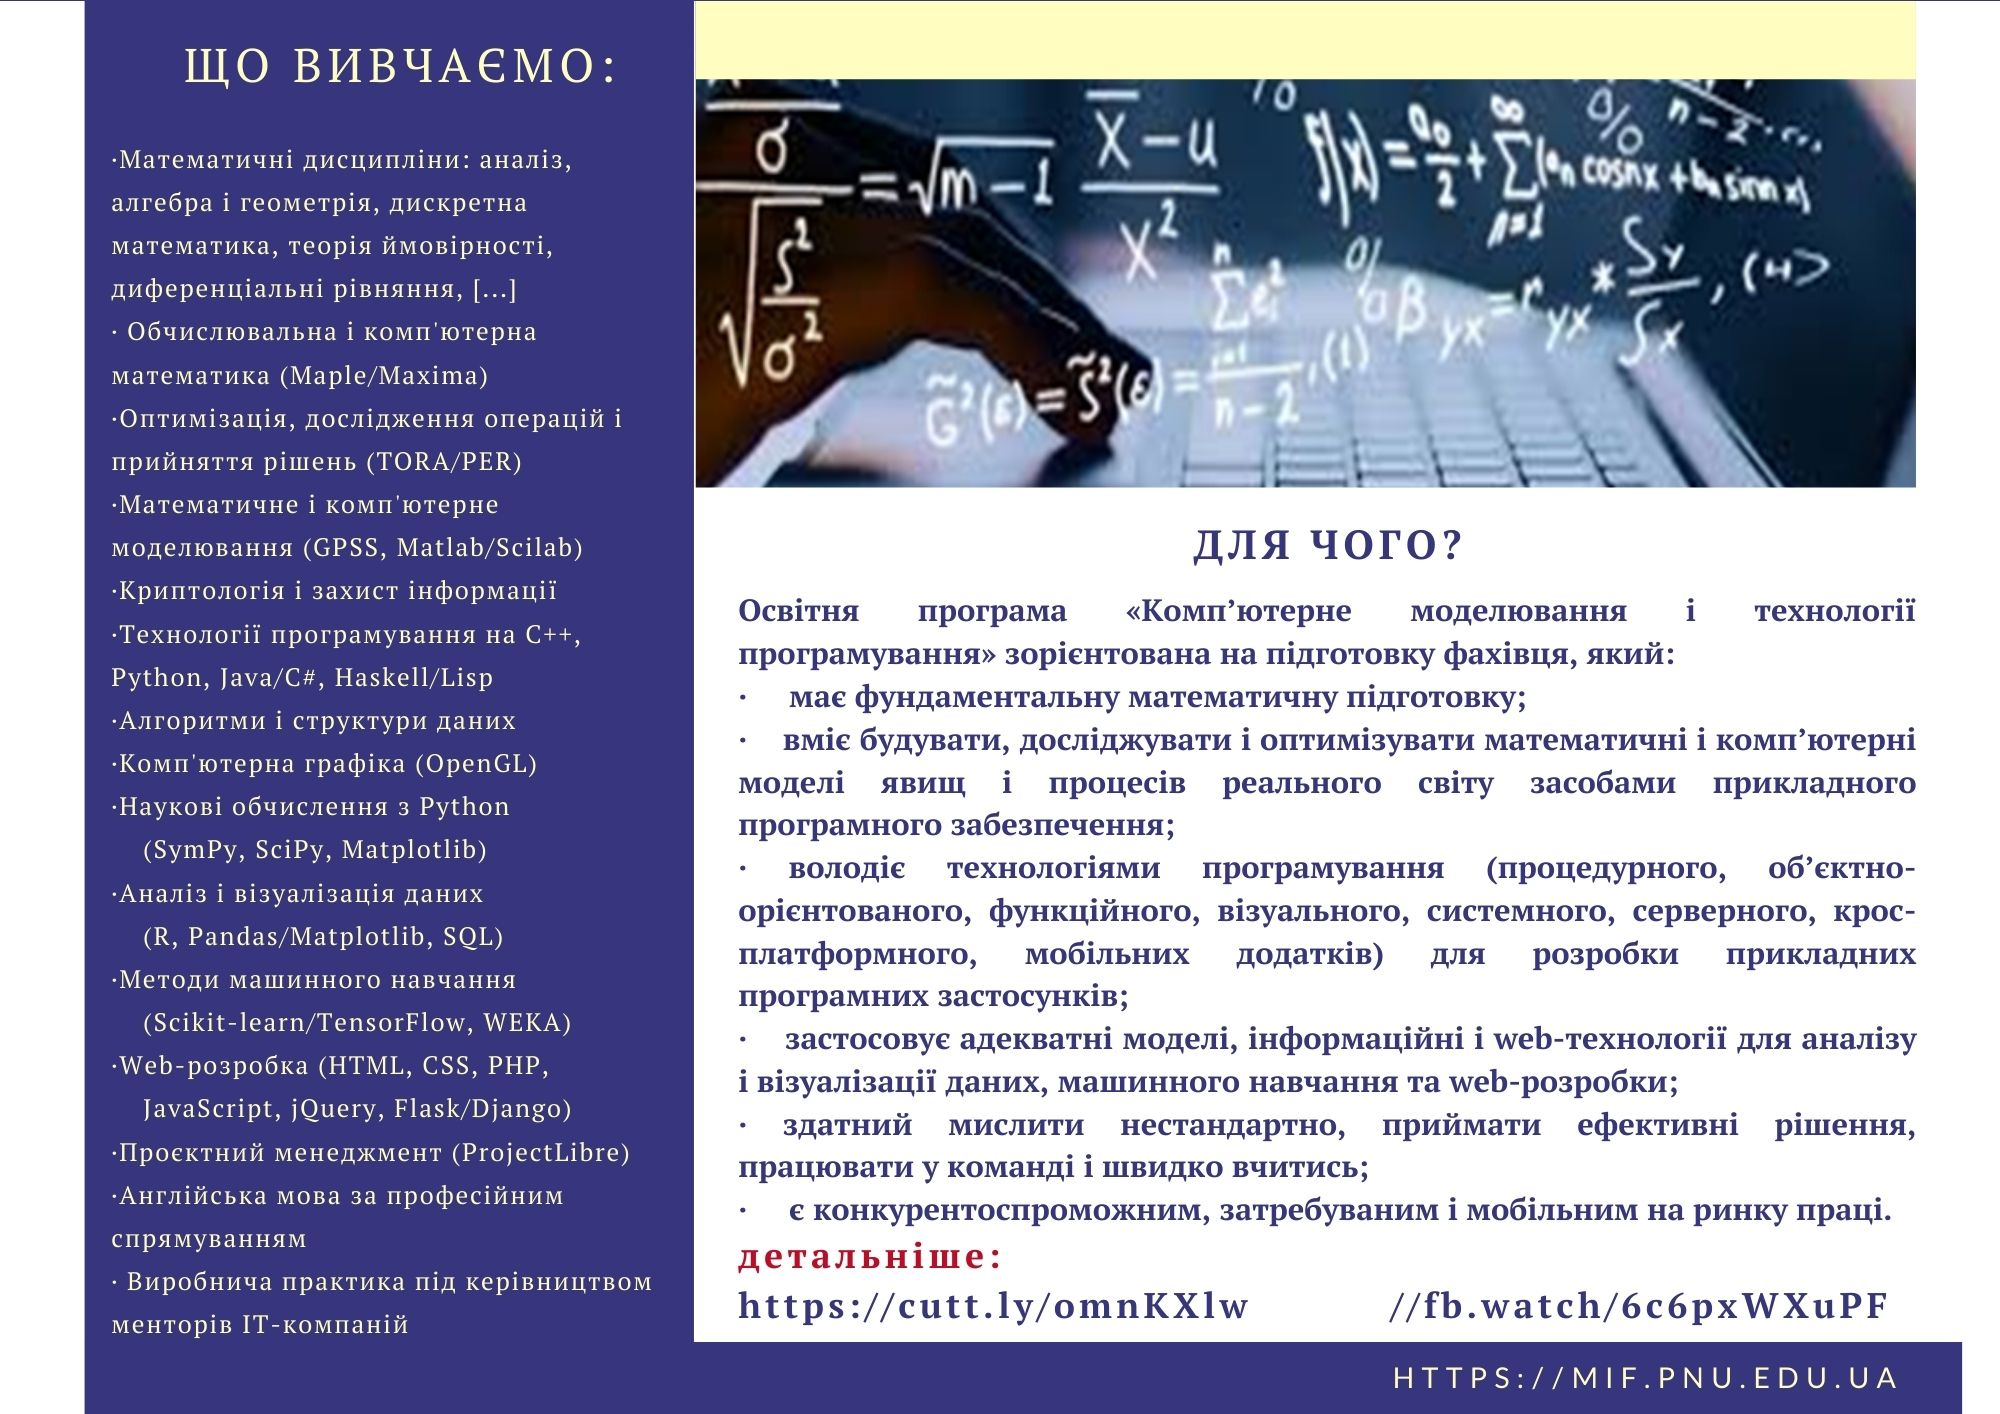 ЩО ВИВЧАЄМО:
·Математичні дисципліни: аналіз,
алгебра і геометрія, дискретна
математика, теорія ймовірності,
диференціальні рівняння, [...]
· Обчислювальна і комп'ютерна
математика (Maple/Maxima)
·Оптимізація, дослідження операцій і
прийняття рішень (TORA/PER)
·Математичне і комп'ютерне
моделювання (GPSS, Matlab/Scilab)
·Криптологія і захист інформації
·Технології програмування на C++,
Python, Java/C#, Haskell/Lisp
·Алгоритми і структури даних
·Комп'ютерна графіка (OpenGL)
·Наукові обчислення з Python
(SymPy, SciPy, Matplotlib)
·Аналіз і візуалізація даних
(R, Pandas/Matplotlib, SQL)
·Методи машинного навчання
(Scikit-learn/TensorFlow, WEKA)
·Web-розробка (HTML, CSS, PHP,
JavaScript, jQuery, Flask/Django)
·Проєктний менеджмент (ProjectLibre)
·Англійська мова за професійним
спрямуванням
· Виробнича практика під керівництвом
менторів ІТ-компаній
ДЛЯ ЧОГО?
Освітня програма «Комп’ютерне моделювання і технології
програмування» зорієнтована на підготовку фахівця, який:
· має фундаментальну математичну підготовку;
· вміє будувати, досліджувати і оптимізувати математичні і комп’ютерні
моделі явищ і процесів реального світу засобами прикладного
програмного забезпечення;
· володіє технологіями програмування (процедурного, об’єктно-
орієнтованого, функційного, візуального, системного, серверного, крос-
платформного, мобільних додатків) для розробки прикладних
програмних застосунків;
· застосовує адекватні моделі, інформаційні і web-технології для аналізу
і візуалізації даних, машинного навчання та web-розробки;
· здатний мислити нестандартно, приймати ефективні рішення,
працювати у команді і швидко вчитись;
· є конкурентоспроможним, затребуваним і мобільним на ринку праці.
детальніше:
https://cutt.ly/omnKXlw //fb.watch/6c6pxWXuPF
HTTPS://MIF.PNU.EDU.UA